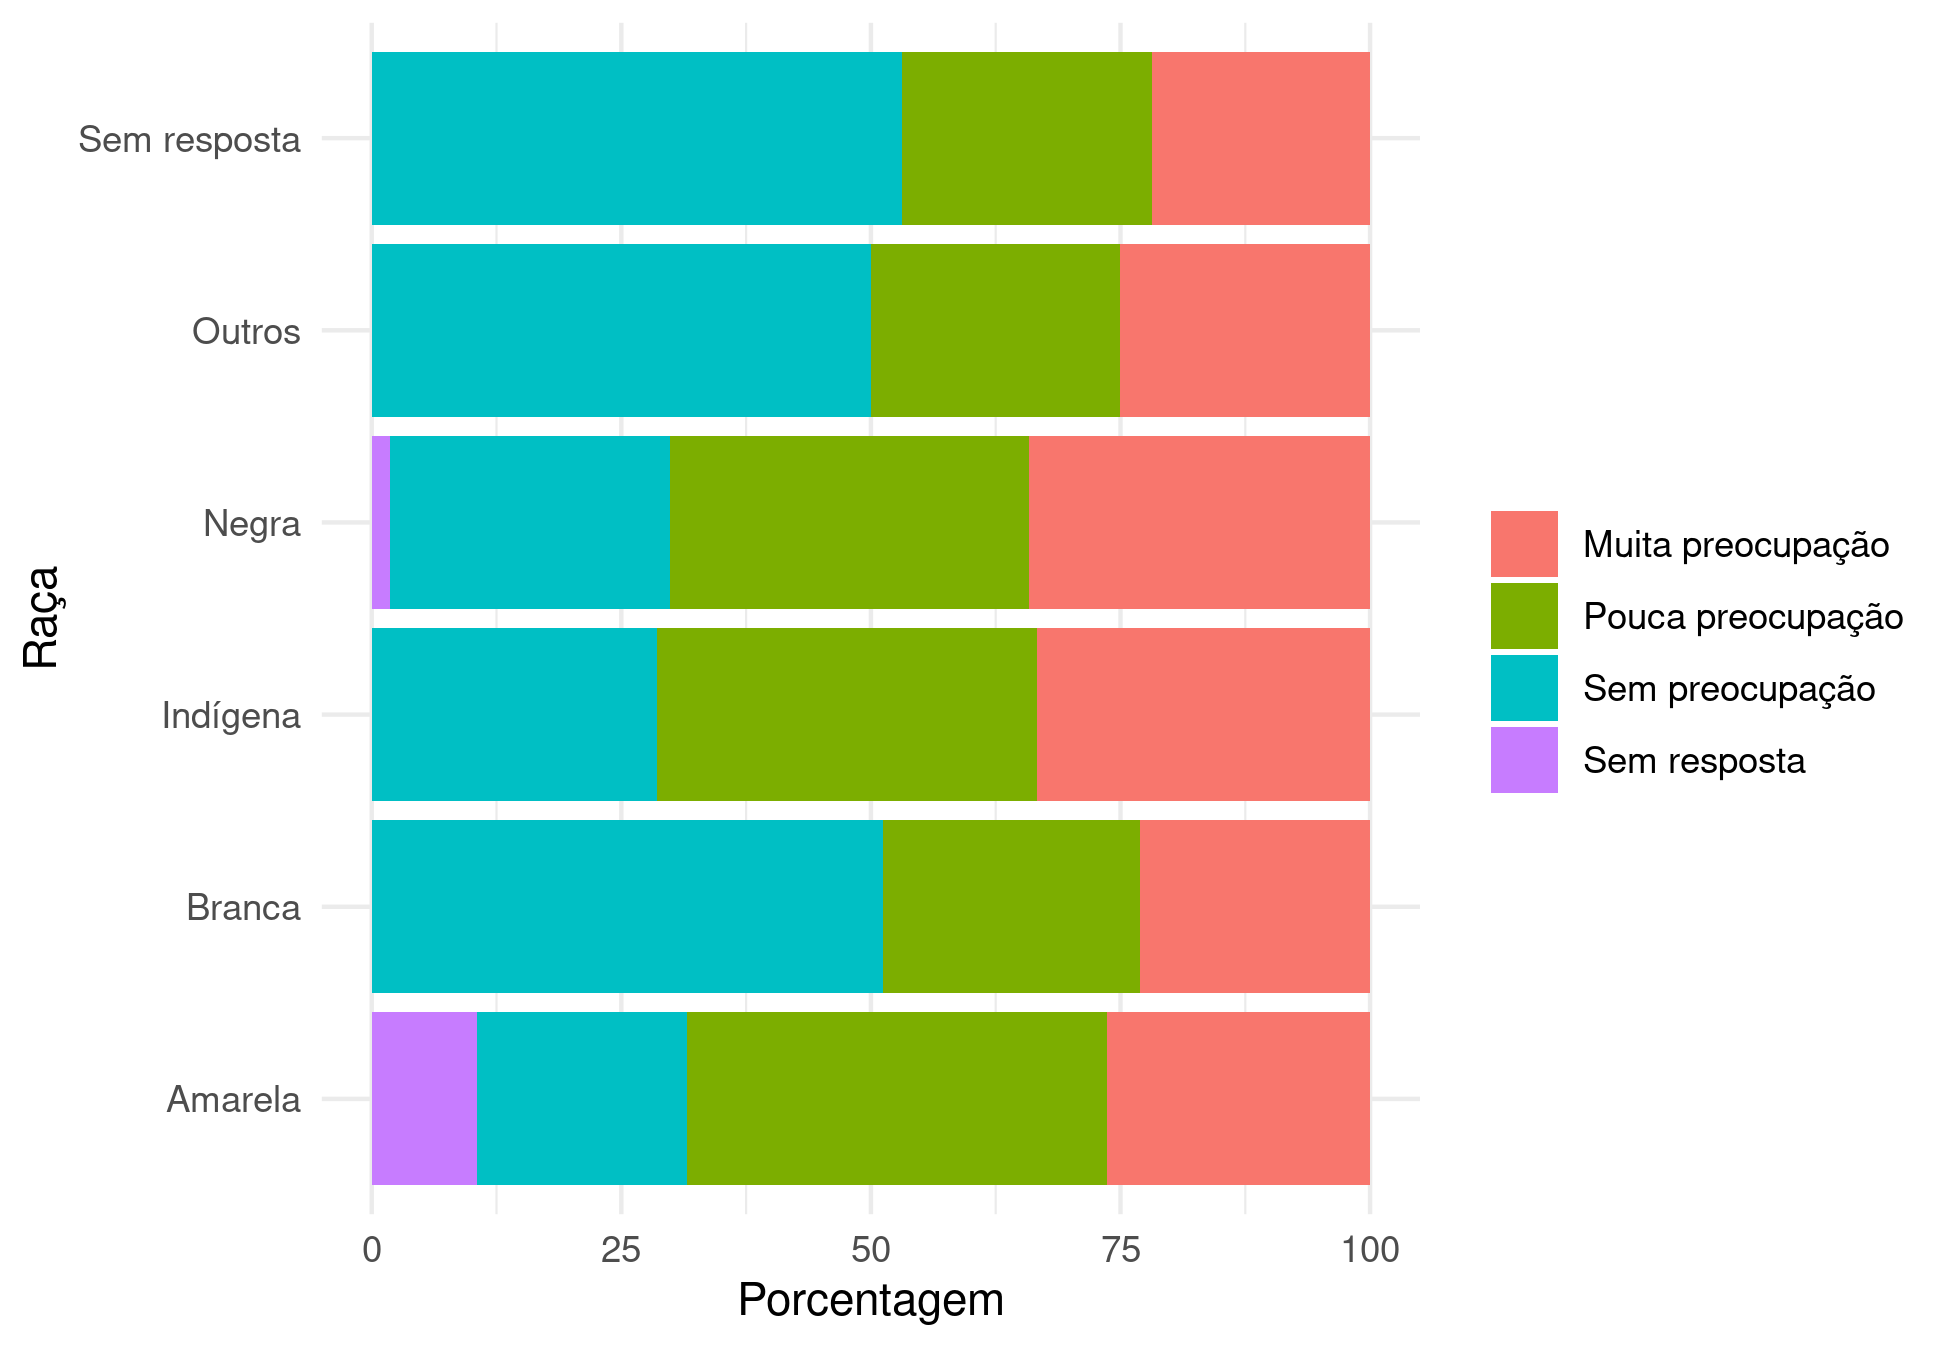 Raça
Sem resposta
Outros
Negra
Indígena
Branca
Amarela
0 25 50 75 100
Porcentagem
Muita preocupação
Pouca preocupação
Sem preocupação
Sem resposta